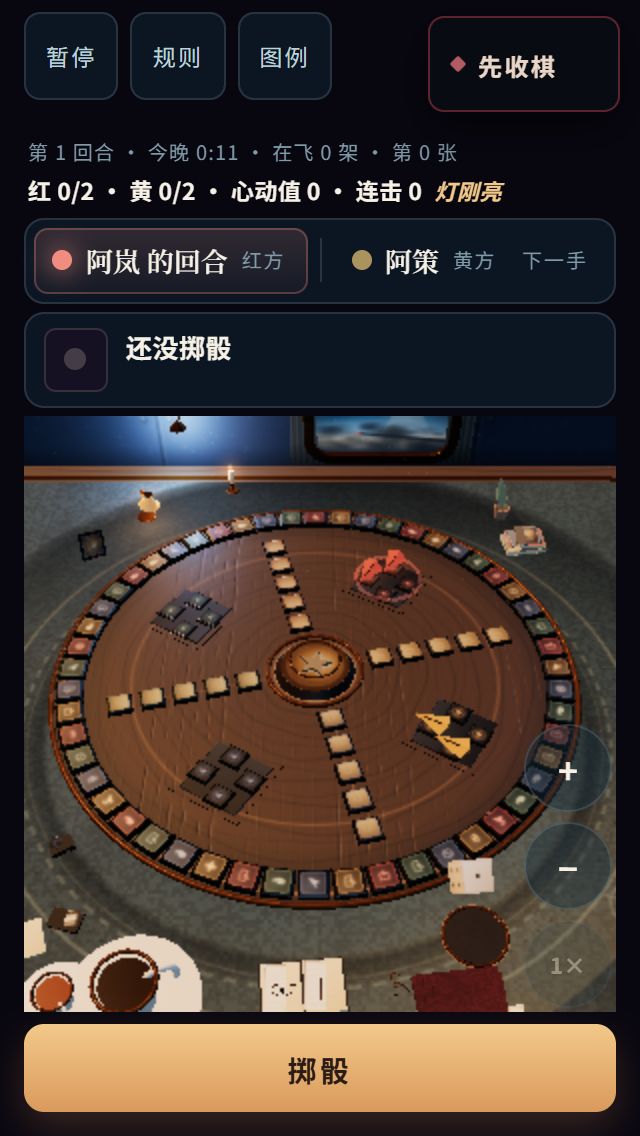 暂停 规则 图例
先收棋
第 1 回合 · 今晚 0:11 · 在飞 0 架 · 第 0 张
红 0/2 · 黄 0/2 · 心动值 0 · 连击 0 灯刚亮
阿岚 的回合 红方 阿策 黄方 下一手
还没掷骰
+
−
1×
掷骰